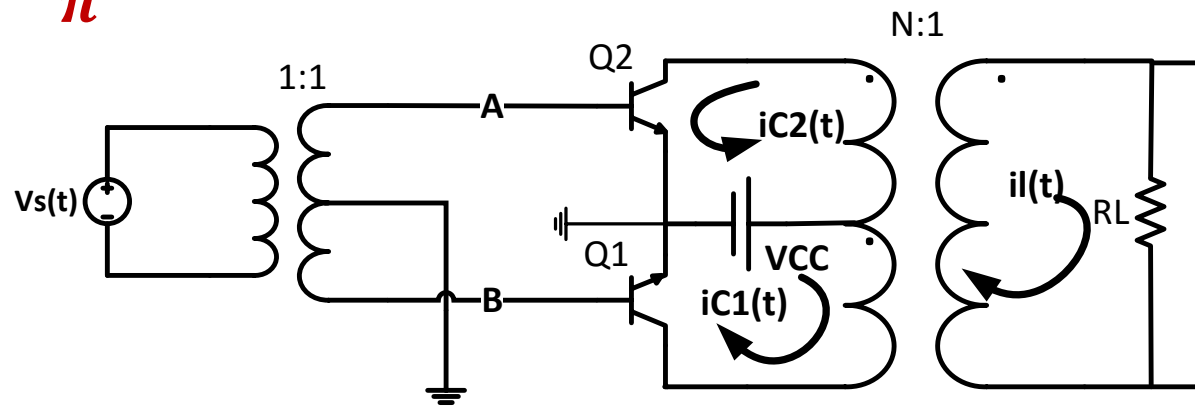 π
N:1
Q2
1:1
A
iC2(t)
Vs(t)
il(t)
RL
Q1
VCC
B
iC1(t)